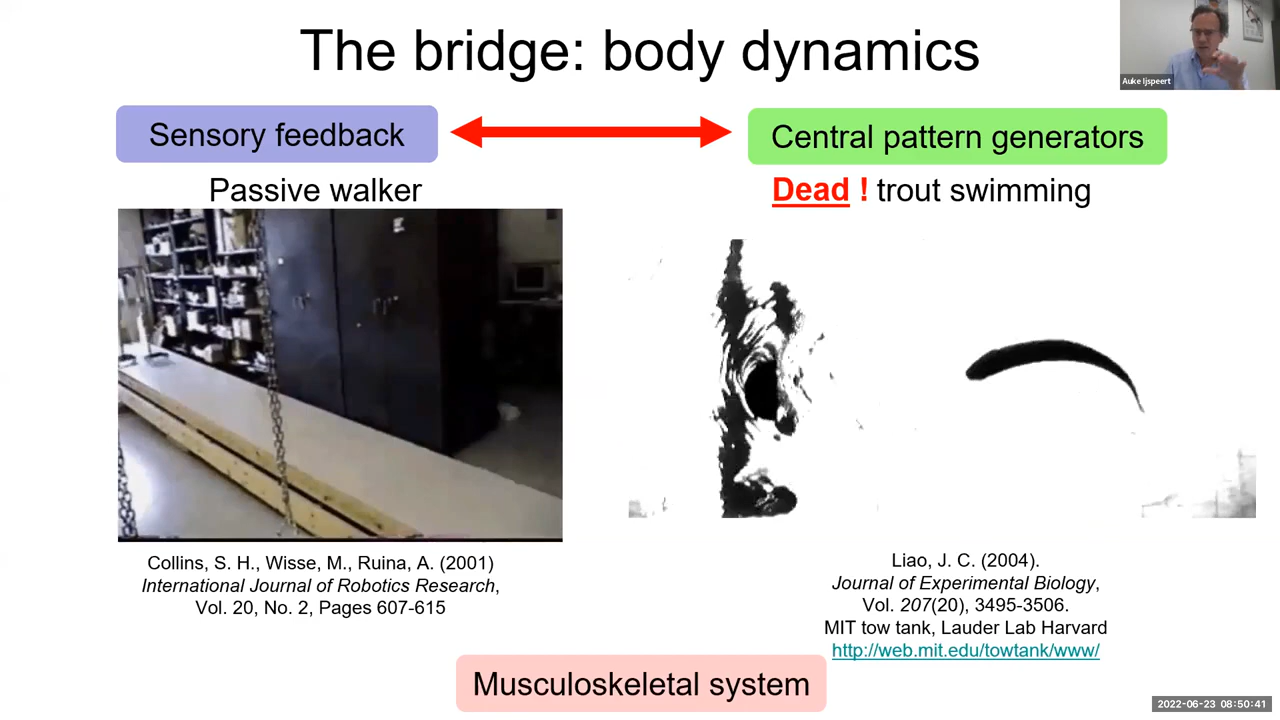 The bridge: body dynamics
Auke Ijspeert
Sensory feedback
Central pattern generators
Passive walker
Dead ! trout swimming
Collins, S. H., Wisse, M., Ruina, A. (2001)
International Journal of Robotics Research,
Vol. 20, No. 2, Pages 607-615
Liao, J. C. (2004).
Journal of Experimental Biology,
Vol. 207(20), 3495-3506.
MIT tow tank, Lauder Lab Harvard
http://web.mit.edu/towtank/www/
Musculoskeletal system
2022-06-23 08:50:41